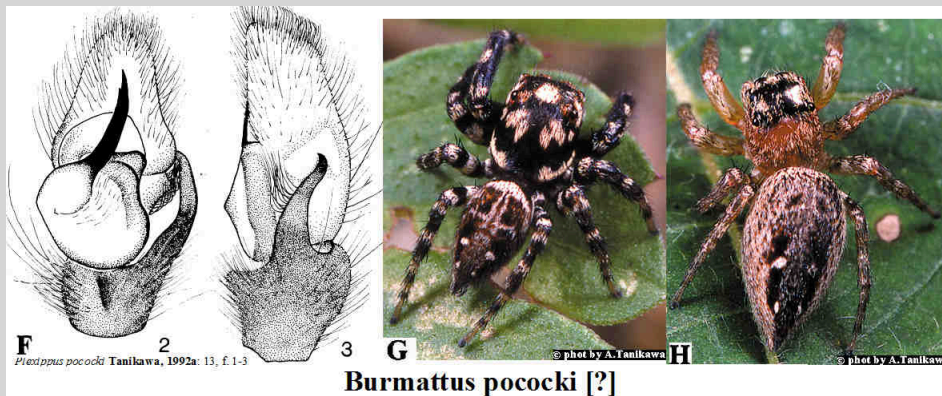 F
2
3
Plexippus pococki Tanikawa, 1992a: 13, f. 1-3
G
© phot by A.Tanikawa
H
© phot by A.Tanikawa
Burmattus pococki [?]